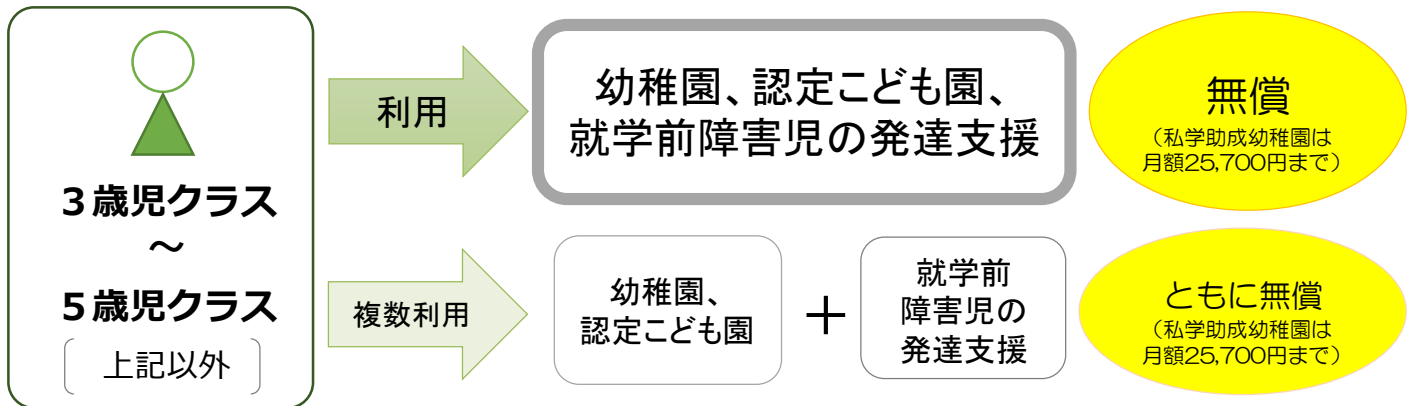 ３歳児クラス
～
５歳児クラス
上記以外
利用
幼稚園、認定こども園、
就学前障害児の発達支援
無償
（私学助成幼稚園は
月額25,700円まで）
複数利用
幼稚園、
認定こども園
＋
就学前
障害児の
発達支援
ともに無償
（私学助成幼稚園は
月額25,700円まで）